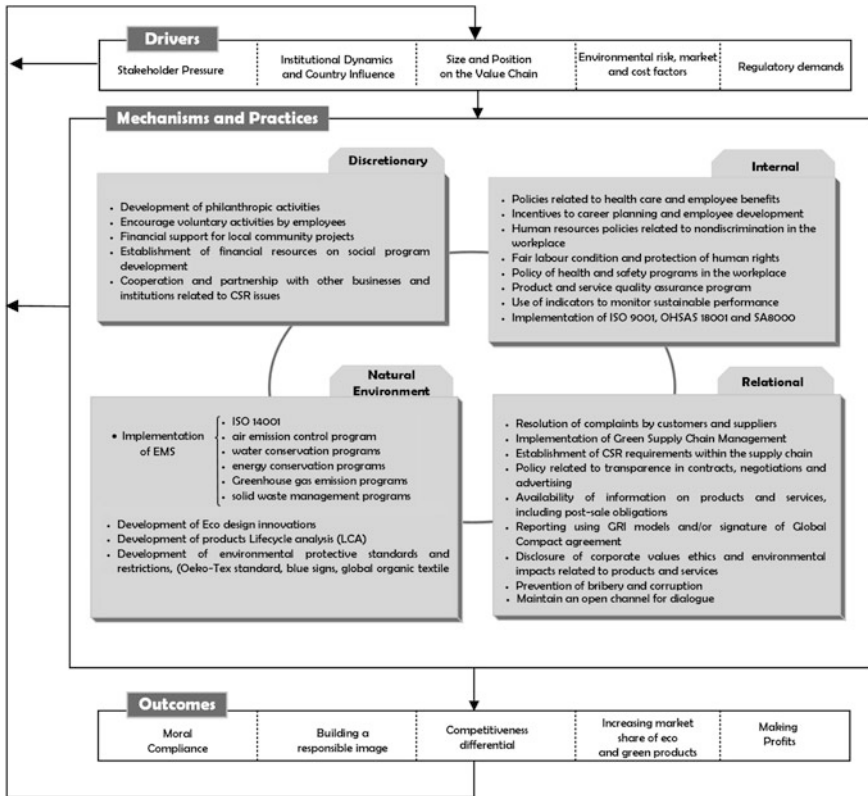 Drivers
Stakeholder Pressure
Institutional Dynamics
and Country Influence
Size and Position
on the Value Chain
Environmental risk, market
and cost factors
Regulatory demands
Mechanisms and Practices
Discretionary
• Development of philanthropic activities
• Encourage voluntary activities by employees
• Financial support for local community projects
• Establishment of financial resources on social program
development
• Cooperation and partnership with other businesses and
institutions related to CSR issues
Internal
• Policies related to health care and employee benefits
• Incentives to career planning and employee development
• Human resources policies related to nondiscrimination in the
workplace
• Fair labour condition and protection of human rights
• Policy of health and safety programs in the workplace
• Product and service quality assurance program
• Use of indicators to monitor sustainable performance
• Implementation of ISO 9001, OHSAS 18001 and SA8000
Natural
Environment
• Implementation
of EMS
• ISO 14001
• air emission control program
• water conservation programs
• energy conservation programs
• Greenhouse gas emission programs
• solid waste management programs
• Development of Eco design innovations
• Development of products Lifecycle analysis (LCA)
• Development of environmental protective standards and
restrictions, (Oeko-Tex standard, blue signs, global organic textile
Relational
• Resolution of complaints by customers and suppliers
• Implementation of Green Supply Chain Management
• Establishment of CSR requirements within the supply chain
• Policy related to transparence in contracts, negotiations and
advertising
• Availability of information on products and services,
including post-sale obligations
• Reporting using GRI models and/or signature of Global
Compact agreement
• Disclosure of corporate values ethics and environmental
impacts related to products and services
• Prevention of bribery and corruption
• Maintain an open channel for dialogue
Outcomes
Moral
Compliance
Building a
responsible image
Competitiveness
differential
Increasing market
share of eco
and green products
Making
Profits